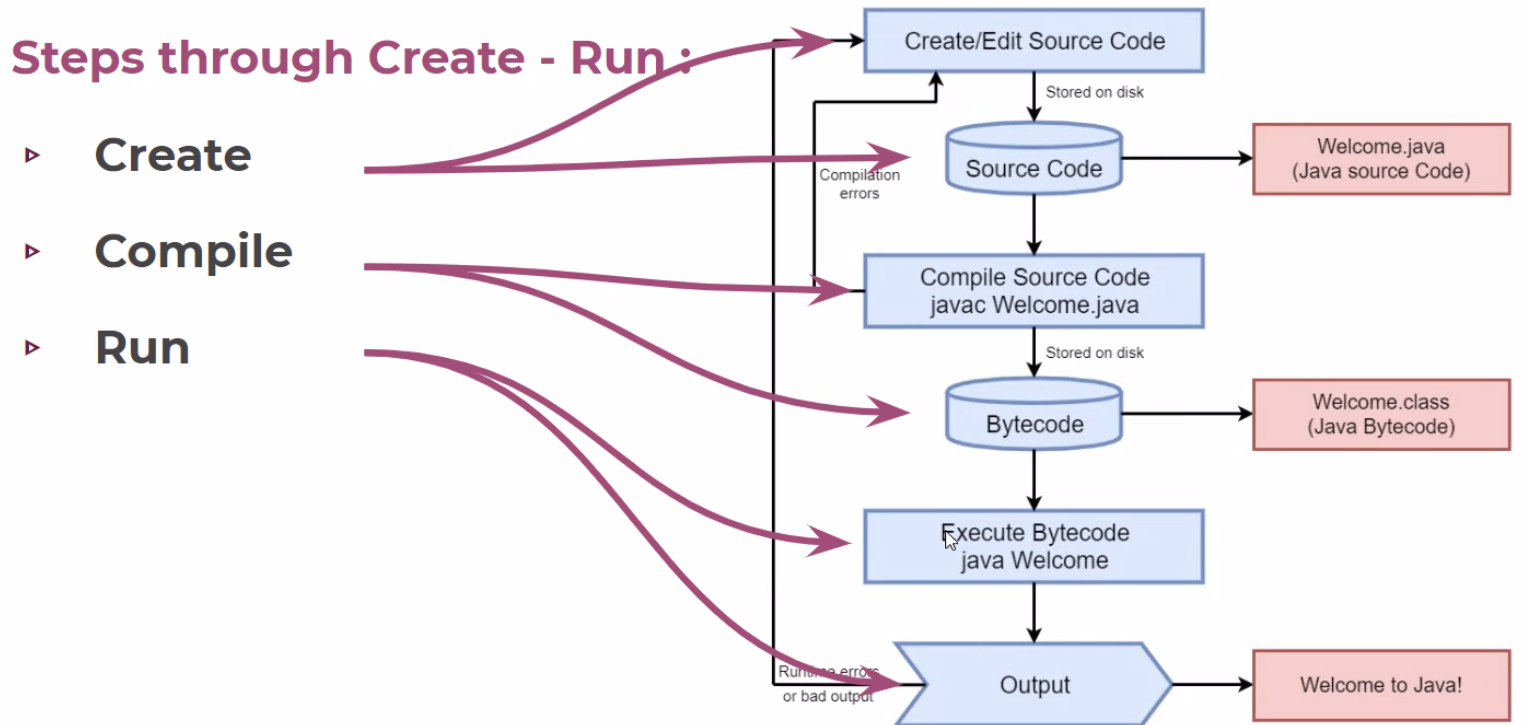 Steps through Create - Run :
Create
Compile
Run
Create/Edit Source Code
Stored on disk
Source Code
Welcome.java
(Java source Code)
Compilation
errors
Compile Source Code
javac Welcome.java
Stored on disk
Bytecode
Welcome.class
(Java Bytecode)
Execute Bytecode
java Welcome
Runtime errors
or bad output
Output
Welcome to Java!